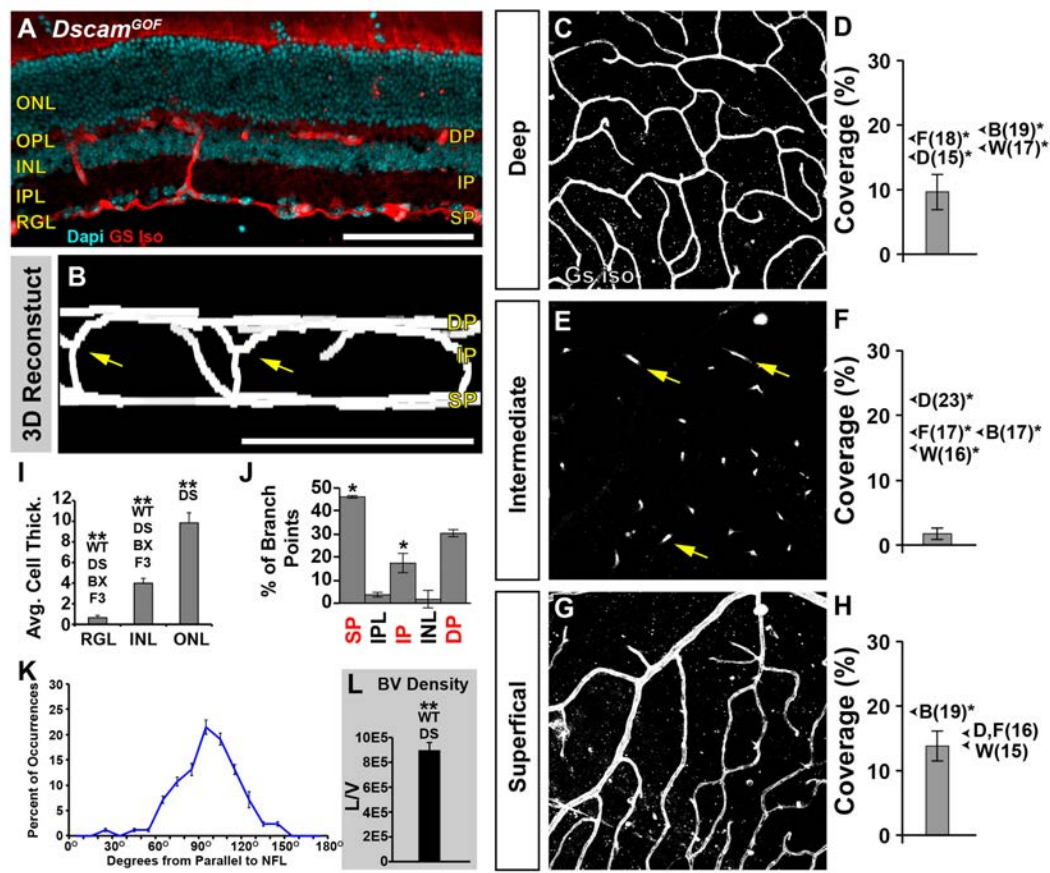 A Dscam^GOF
ONL
OPL
INL
IPL
RGL
DP
IP
SP
Dapi GS Iso
3D Reconstuct
B
DP
IP
SP
I
Avg. Cell Thick.
12
10
8
6
4
2
0
**
WT
DS
BX
F3
**
WT
DS
BX
F3
**
DS
RGL INL ONL
J
% of Branch
Points
50
40
30
20
10
0
*
*
SP IPL IP INL DP
K
Percent of Occurrences
30
25
20
15
10
5
0
0° 30° 60° 90° 120° 150° 180°
Degrees from Parallel to NFL
L BV Density
**
WT
DS
L/V
10E5
8E5
6E5
4E5
2E5
0
Deep
C
Gs iso
D
Coverage (%)
30
20
10
0
F(18)* B(19)*
D(15)* W(17)*
Intermediate
E
F
Coverage (%)
30
20
10
0
D(23)*
F(17)* B(17)*
W(16)*
Superfical
G
H
Coverage (%)
30
20
10
0
B(19)*
D,F(16)
W(15)